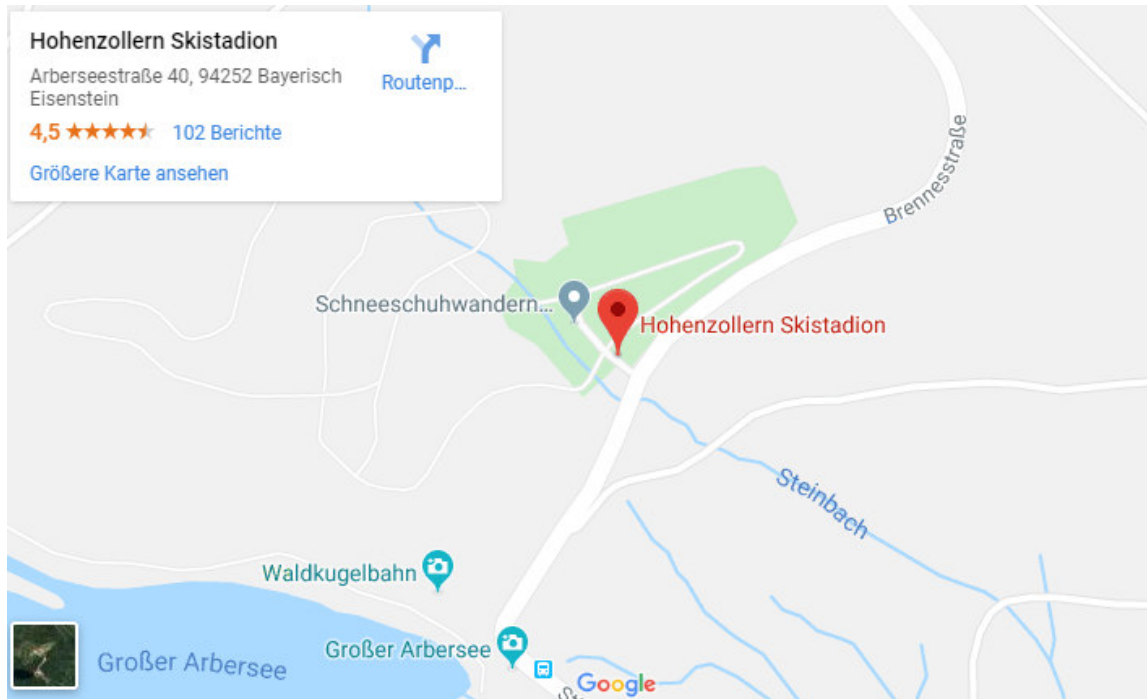 Hohenzollern Skistadion
Arberseestraße 40, 94252 Bayerisch
Eisenstein
Routenp...
4,5
102 Berichte
Größere Karte ansehen
Brennesstraße
Schneeschuhwandern...
Hohenzollern Skistadion
Steinbach
Waldkugelbahn
Großer Arbersee
Großer Arbersee
Google